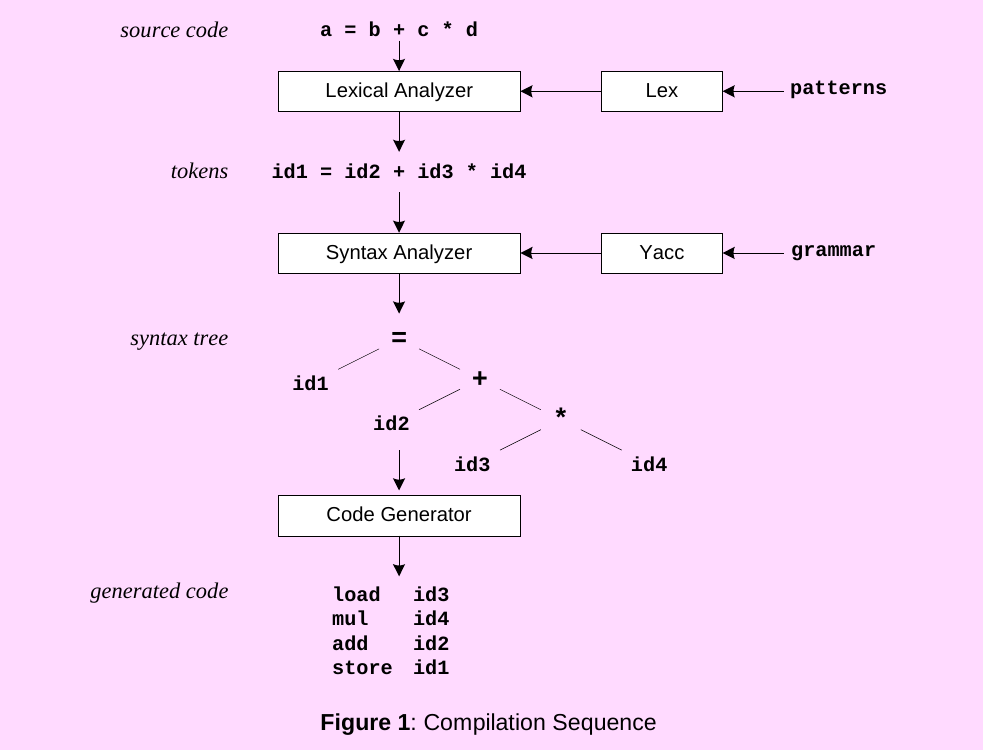 source code a = b + c * d
Lexical Analyzer Lex patterns
tokens id1 = id2 + id3 * id4
Syntax Analyzer Yacc grammar
syntax tree =
id1 +
id2 *
id3 id4
Code Generator
generated code load id3
mul id4
add id2
store id1
Figure 1: Compilation Sequence